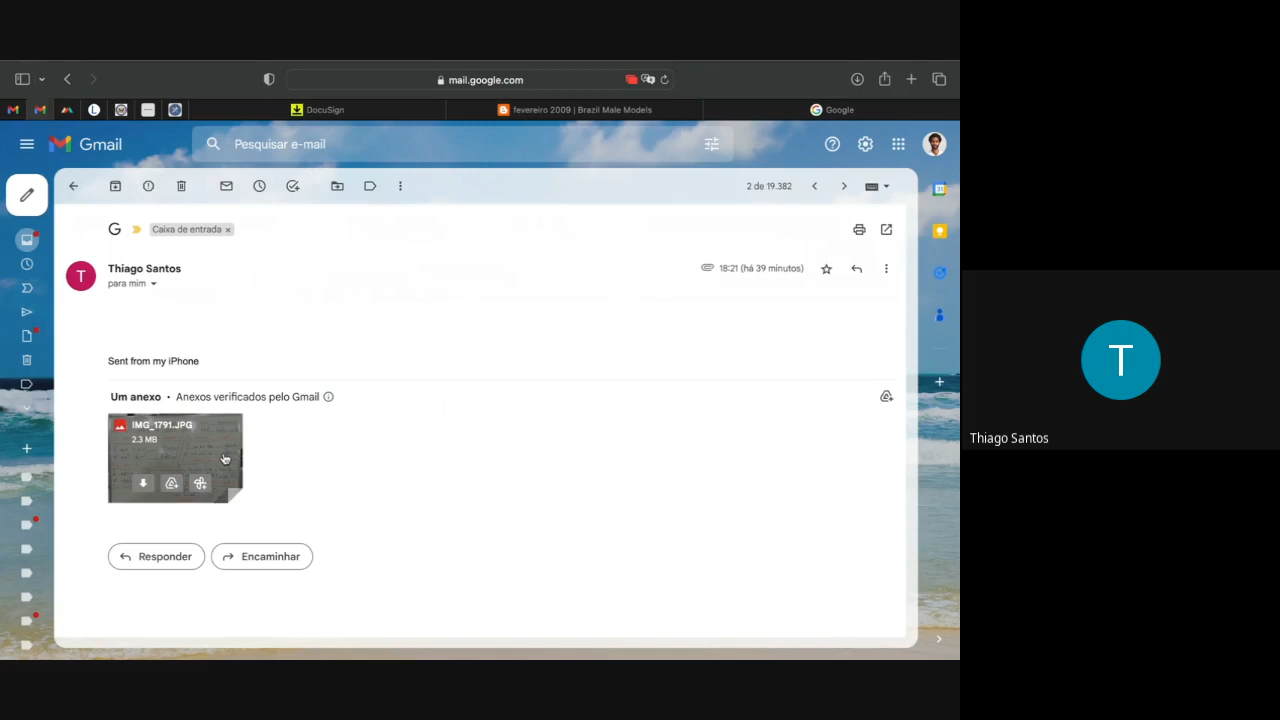 mail.google.com
DocuSign
fevereiro 2009 | Brazil Male Models
Google
Gmail
Pesquisar e-mail
2 de 19.382
G
Caixa de entrada x
Thiago Santos
18:21 (há 39 minutos)
para mim
Sent from my iPhone
Um anexo • Anexos verificados pelo Gmail
IMG_1791.JPG
2.3 MB
Responder
Encaminhar
T
T
Thiago Santos